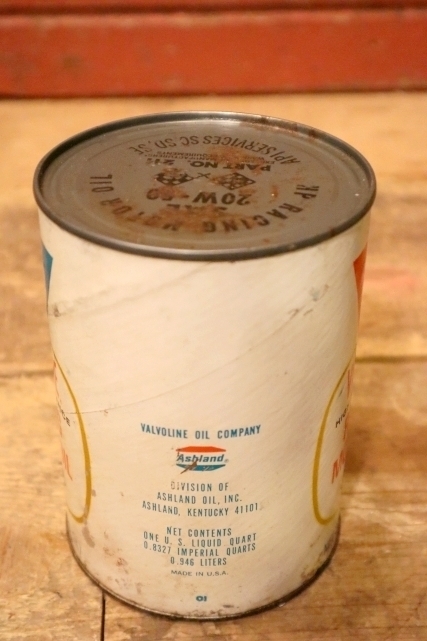 HP RACING MOTOR OIL
20W-50
PART NO.
API SERVICES SC, SD, SE
VALVOLINE OIL COMPANY
Ashland
DIVISION OF
ASHLAND OIL, INC.
ASHLAND, KENTUCKY 41101
NET CONTENTS
ONE U. S. LIQUID QUART
0.8327 IMPERIAL QUARTS
0.946 LITERS
MADE IN U.S.A.